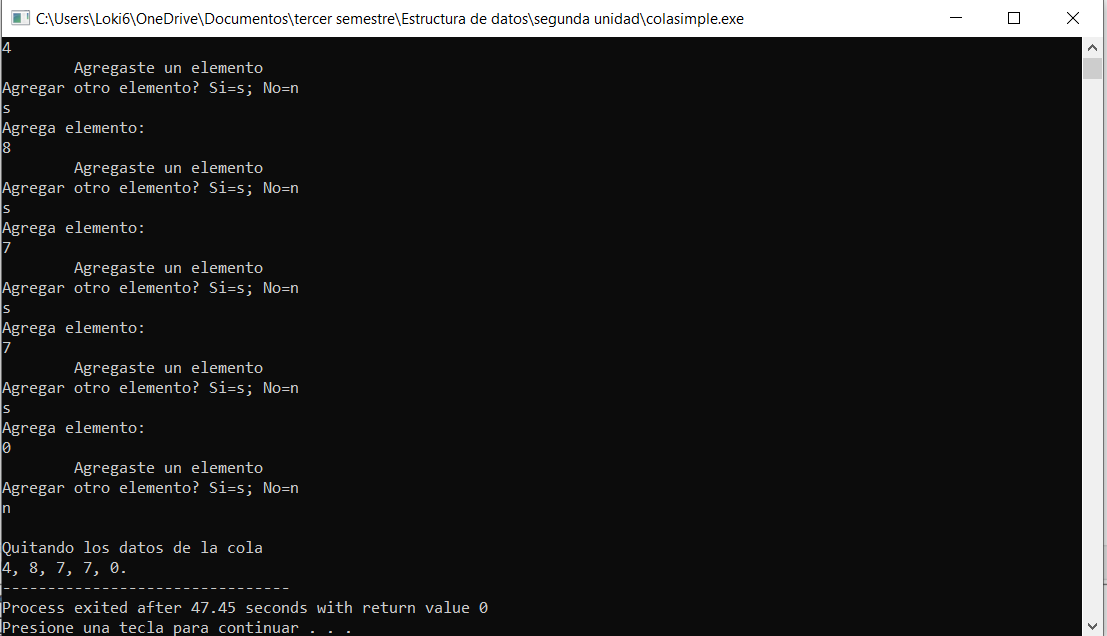 C:\Users\Loki6\OneDrive\Documentos\tercer semestre\Estructura de datos\segunda unidad\colasimple.exe
4
Agregaste un elemento
Agregar otro elemento? Si=s; No=n
s
Agrega elemento:
8
Agregaste un elemento
Agregar otro elemento? Si=s; No=n
s
Agrega elemento:
7
Agregaste un elemento
Agregar otro elemento? Si=s; No=n
s
Agrega elemento:
7
Agregaste un elemento
Agregar otro elemento? Si=s; No=n
s
Agrega elemento:
0
Agregaste un elemento
Agregar otro elemento? Si=s; No=n
n
Quitando los datos de la cola
4, 8, 7, 7, 0.
--------------------------------
Process exited after 47.45 seconds with return value 0
Presione una tecla para continuar . . .